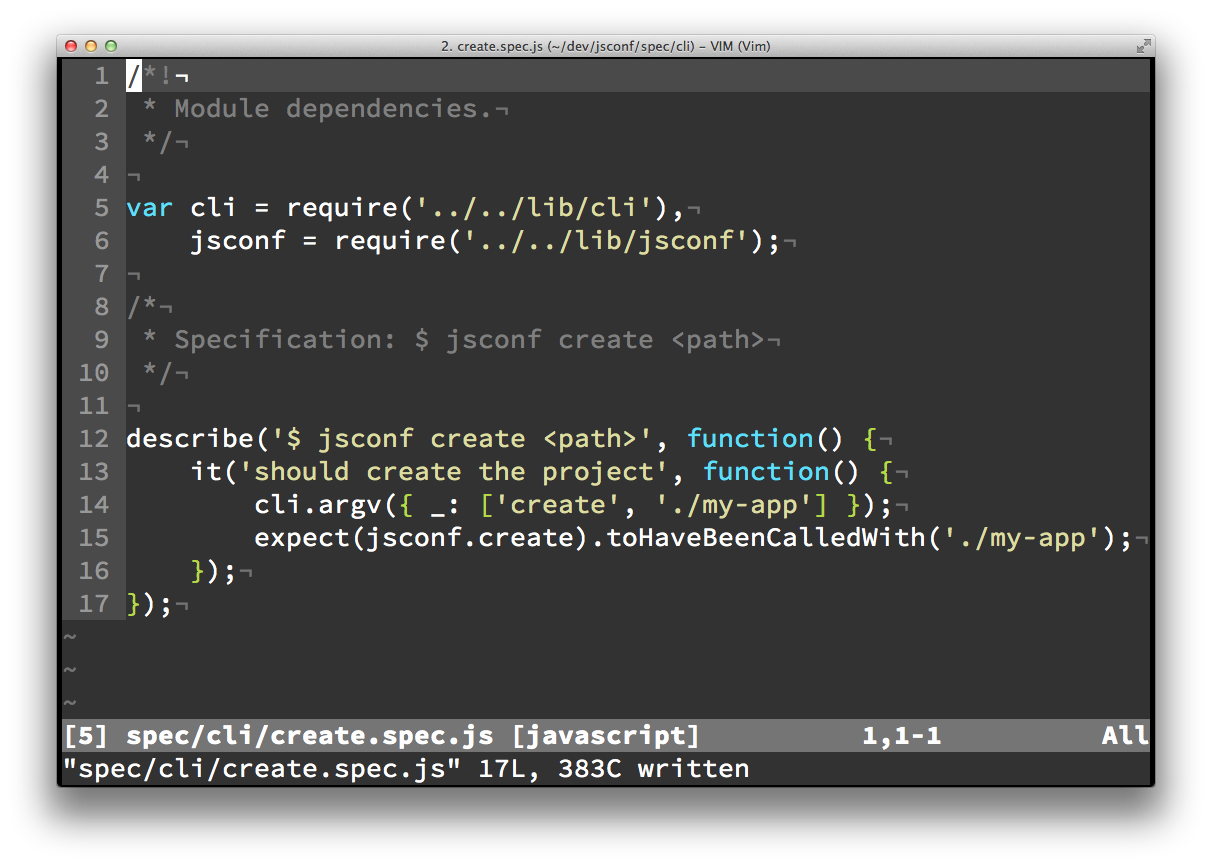 2. create.spec.js (~/dev/jsconf/spec/cli) – VIM (Vim)
1 /*!¬
2  * Module dependencies.¬
3  */¬
4 ¬
5 var cli = require('../../lib/cli'),¬
6     jsconf = require('../../lib/jsconf');¬
7 ¬
8 /*¬
9  * Specification: $ jsconf create <path>¬
10  */¬
11 ¬
12 describe('$ jsconf create <path>', function() {¬
13     it('should create the project', function() {¬
14         cli.argv({ _: ['create', './my-app'] });¬
15         expect(jsconf.create).toHaveBeenCalledWith('./my-app');¬
16     });¬
17 });¬
~
~
~
[5] spec/cli/create.spec.js [javascript] 1,1-1 All
"spec/cli/create.spec.js" 17L, 383C written